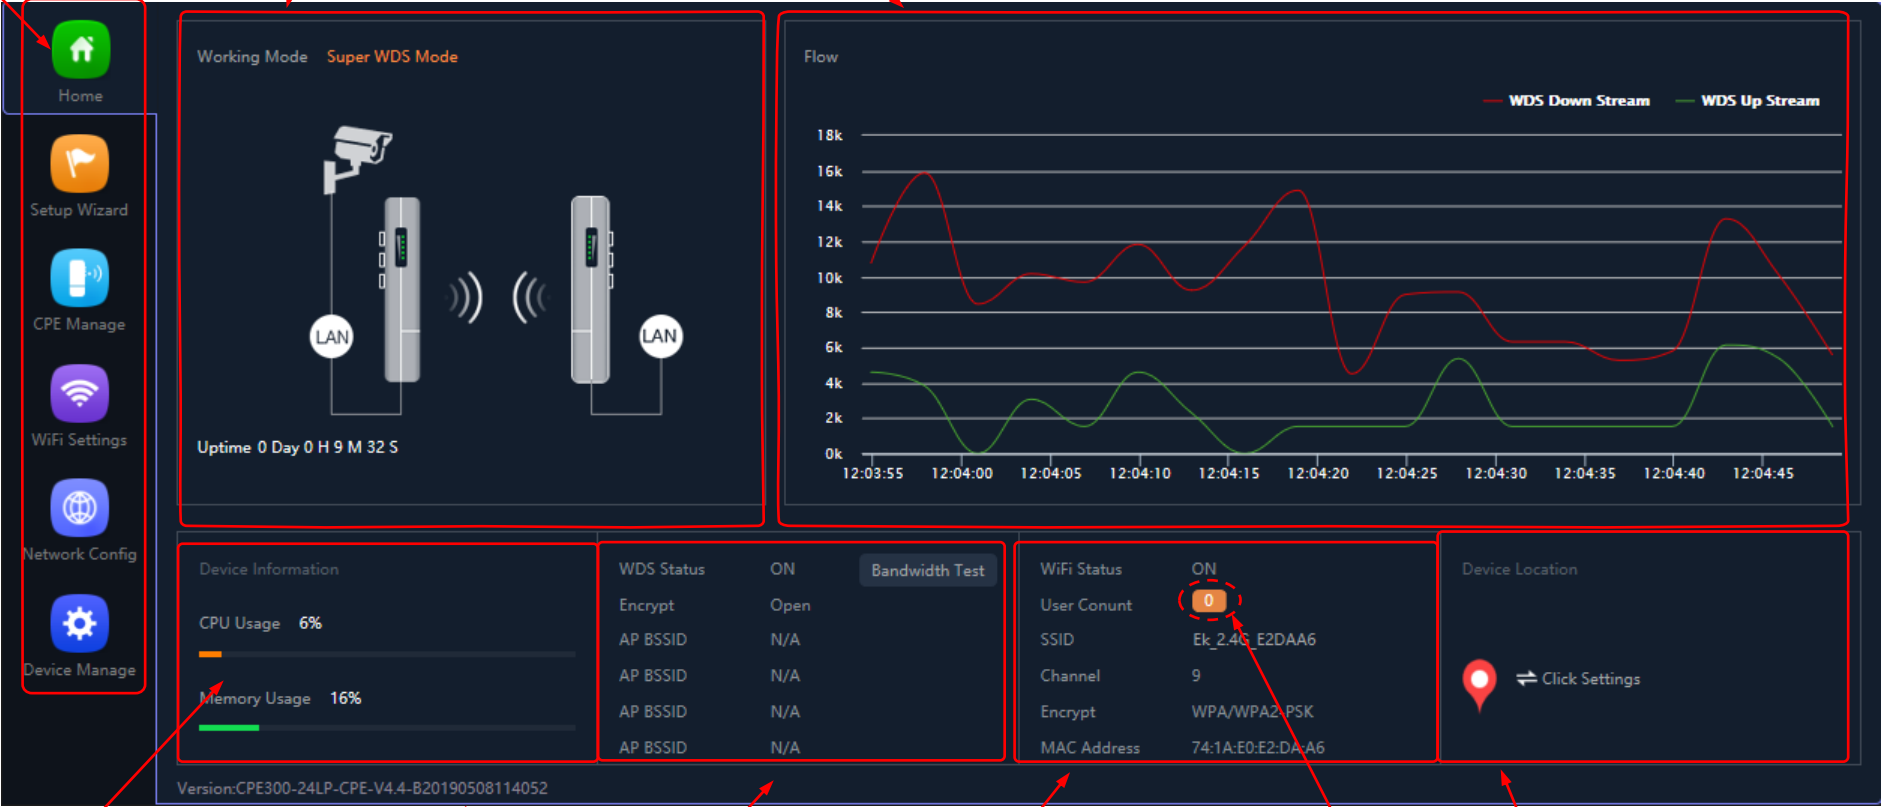 Home
Setup Wizard
CPE Manage
WiFi Settings
Network Config
Device Manage
Working Mode Super WDS Mode
LAN
LAN
Uptime 0 Day 0 H 9 M 32 S
Flow
WDS Down Stream WDS Up Stream
18k
16k
14k
12k
10k
8k
6k
4k
2k
0k
12:03:55 12:04:00 12:04:05 12:04:10 12:04:15 12:04:20 12:04:25 12:04:30 12:04:35 12:04:40 12:04:45
Device Information
CPU Usage 6%
Memory Usage 16%
WDS Status ON Bandwidth Test
Encrypt Open
AP BSSID N/A
AP BSSID N/A
AP BSSID N/A
AP BSSID N/A
WiFi Status ON
User Conunt 0
SSID Ek_2.4G_E2DAA6
Channel 9
Encrypt WPA/WPA2-PSK
MAC Address 74:1A:E0:E2:DA:A6
Device Location
Click Settings
Version:CPE300-24LP-CPE-V4.4-B20190508114052